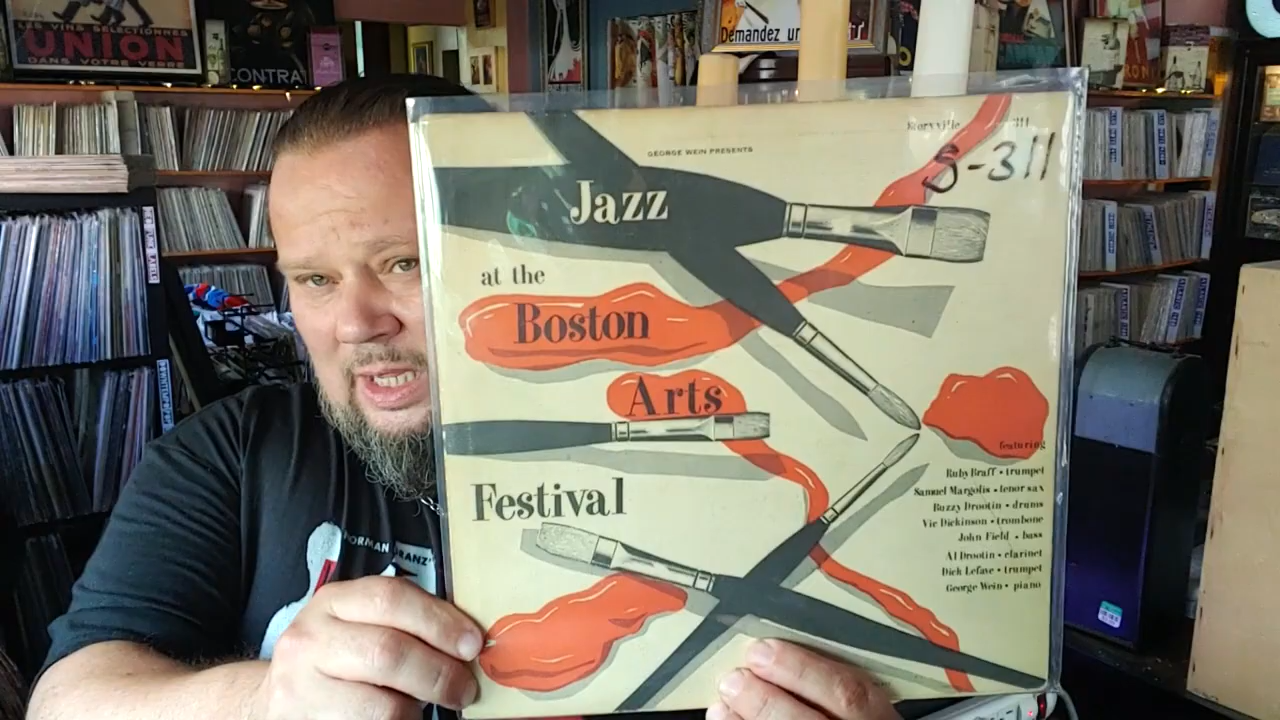 VINS SELECTIONNES
UNION
DANS VOTRE VERRE
CONTRA
Demandez un
GEORGE WEIN PRESENTS
Storyville
311
S-311
Jazz
at the
Boston
Arts
Festival
featuring
Ruby Braff • trumpet
Samuel Margolis • tenor sax
Buzzy Drootin • drums
Vic Dickinson • trombone
John Field • bass
Al Drootin • clarinet
Dick Lefave • trumpet
George Wein • piano
NORMAN GRANZ'